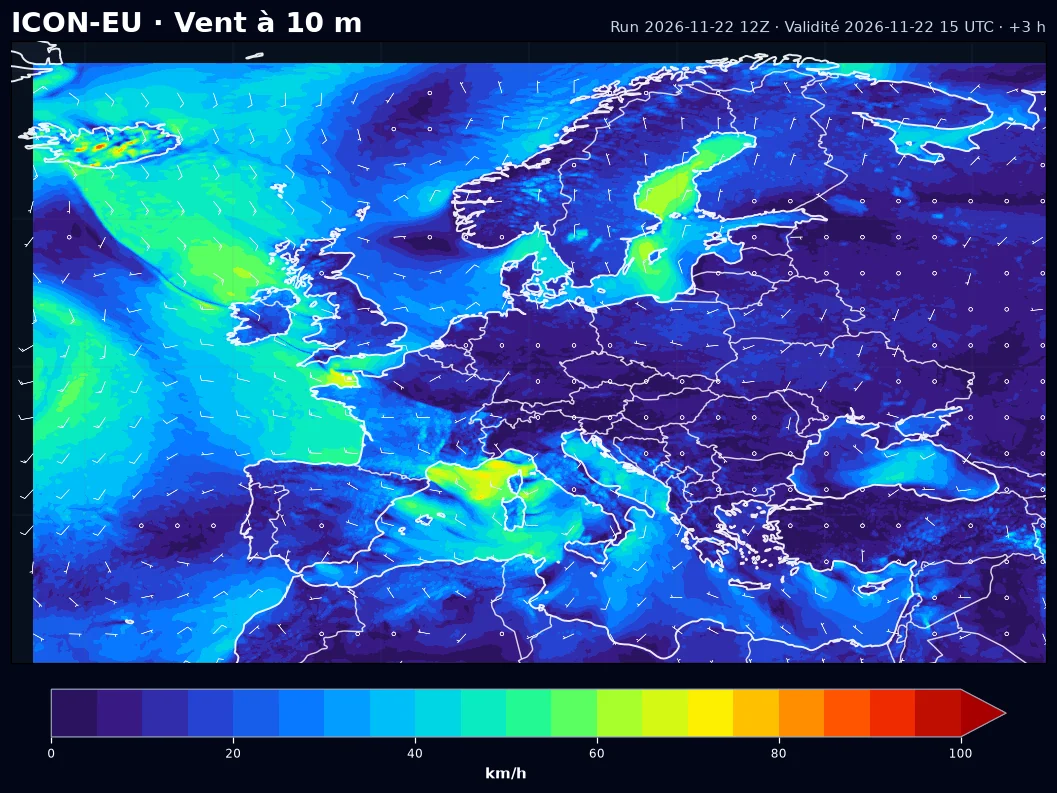 ICON-EU · Vent à 10 m
Run 2026-11-22 12Z · Validité 2026-11-22 15 UTC · +3 h
0 20 40 60 80 100
km/h